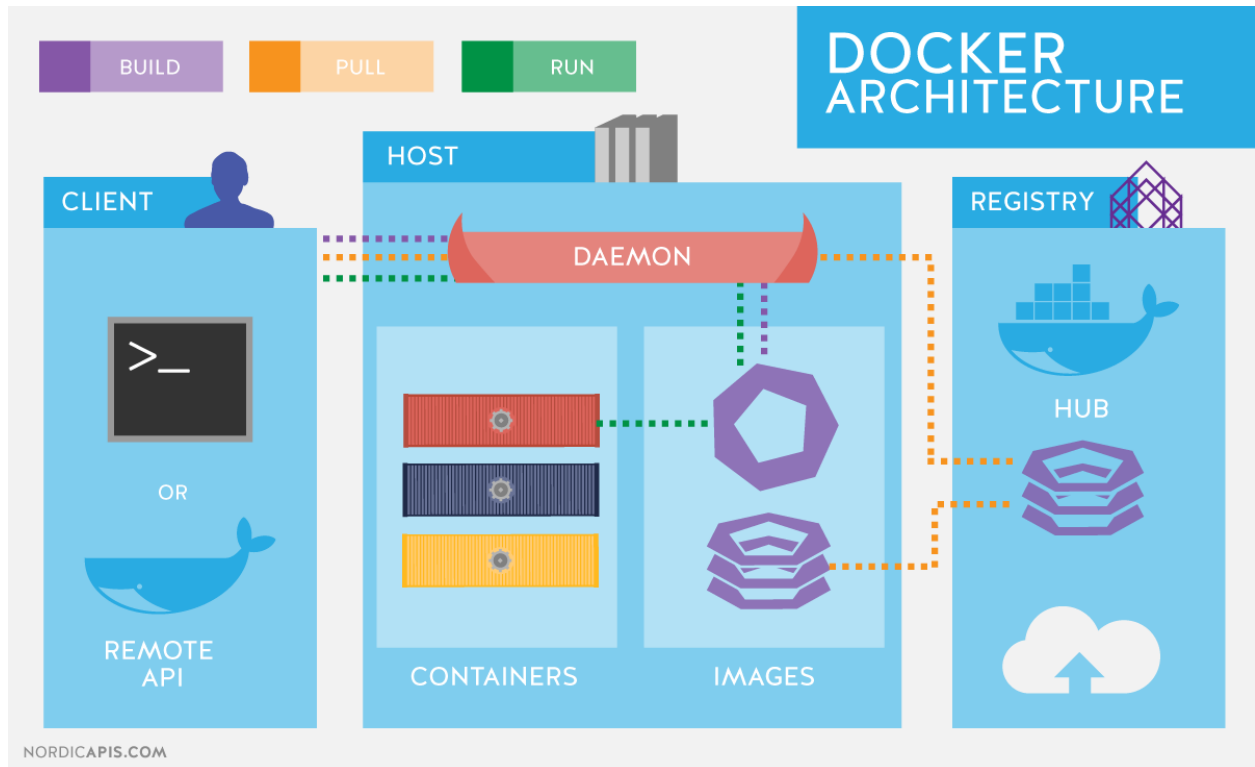 BUILD
PULL
RUN
DOCKER
ARCHITECTURE
HOST
CLIENT
REGISTRY
DAEMON
>_
HUB
OR
REMOTE
API
CONTAINERS
IMAGES
NORDICAPIS.COM